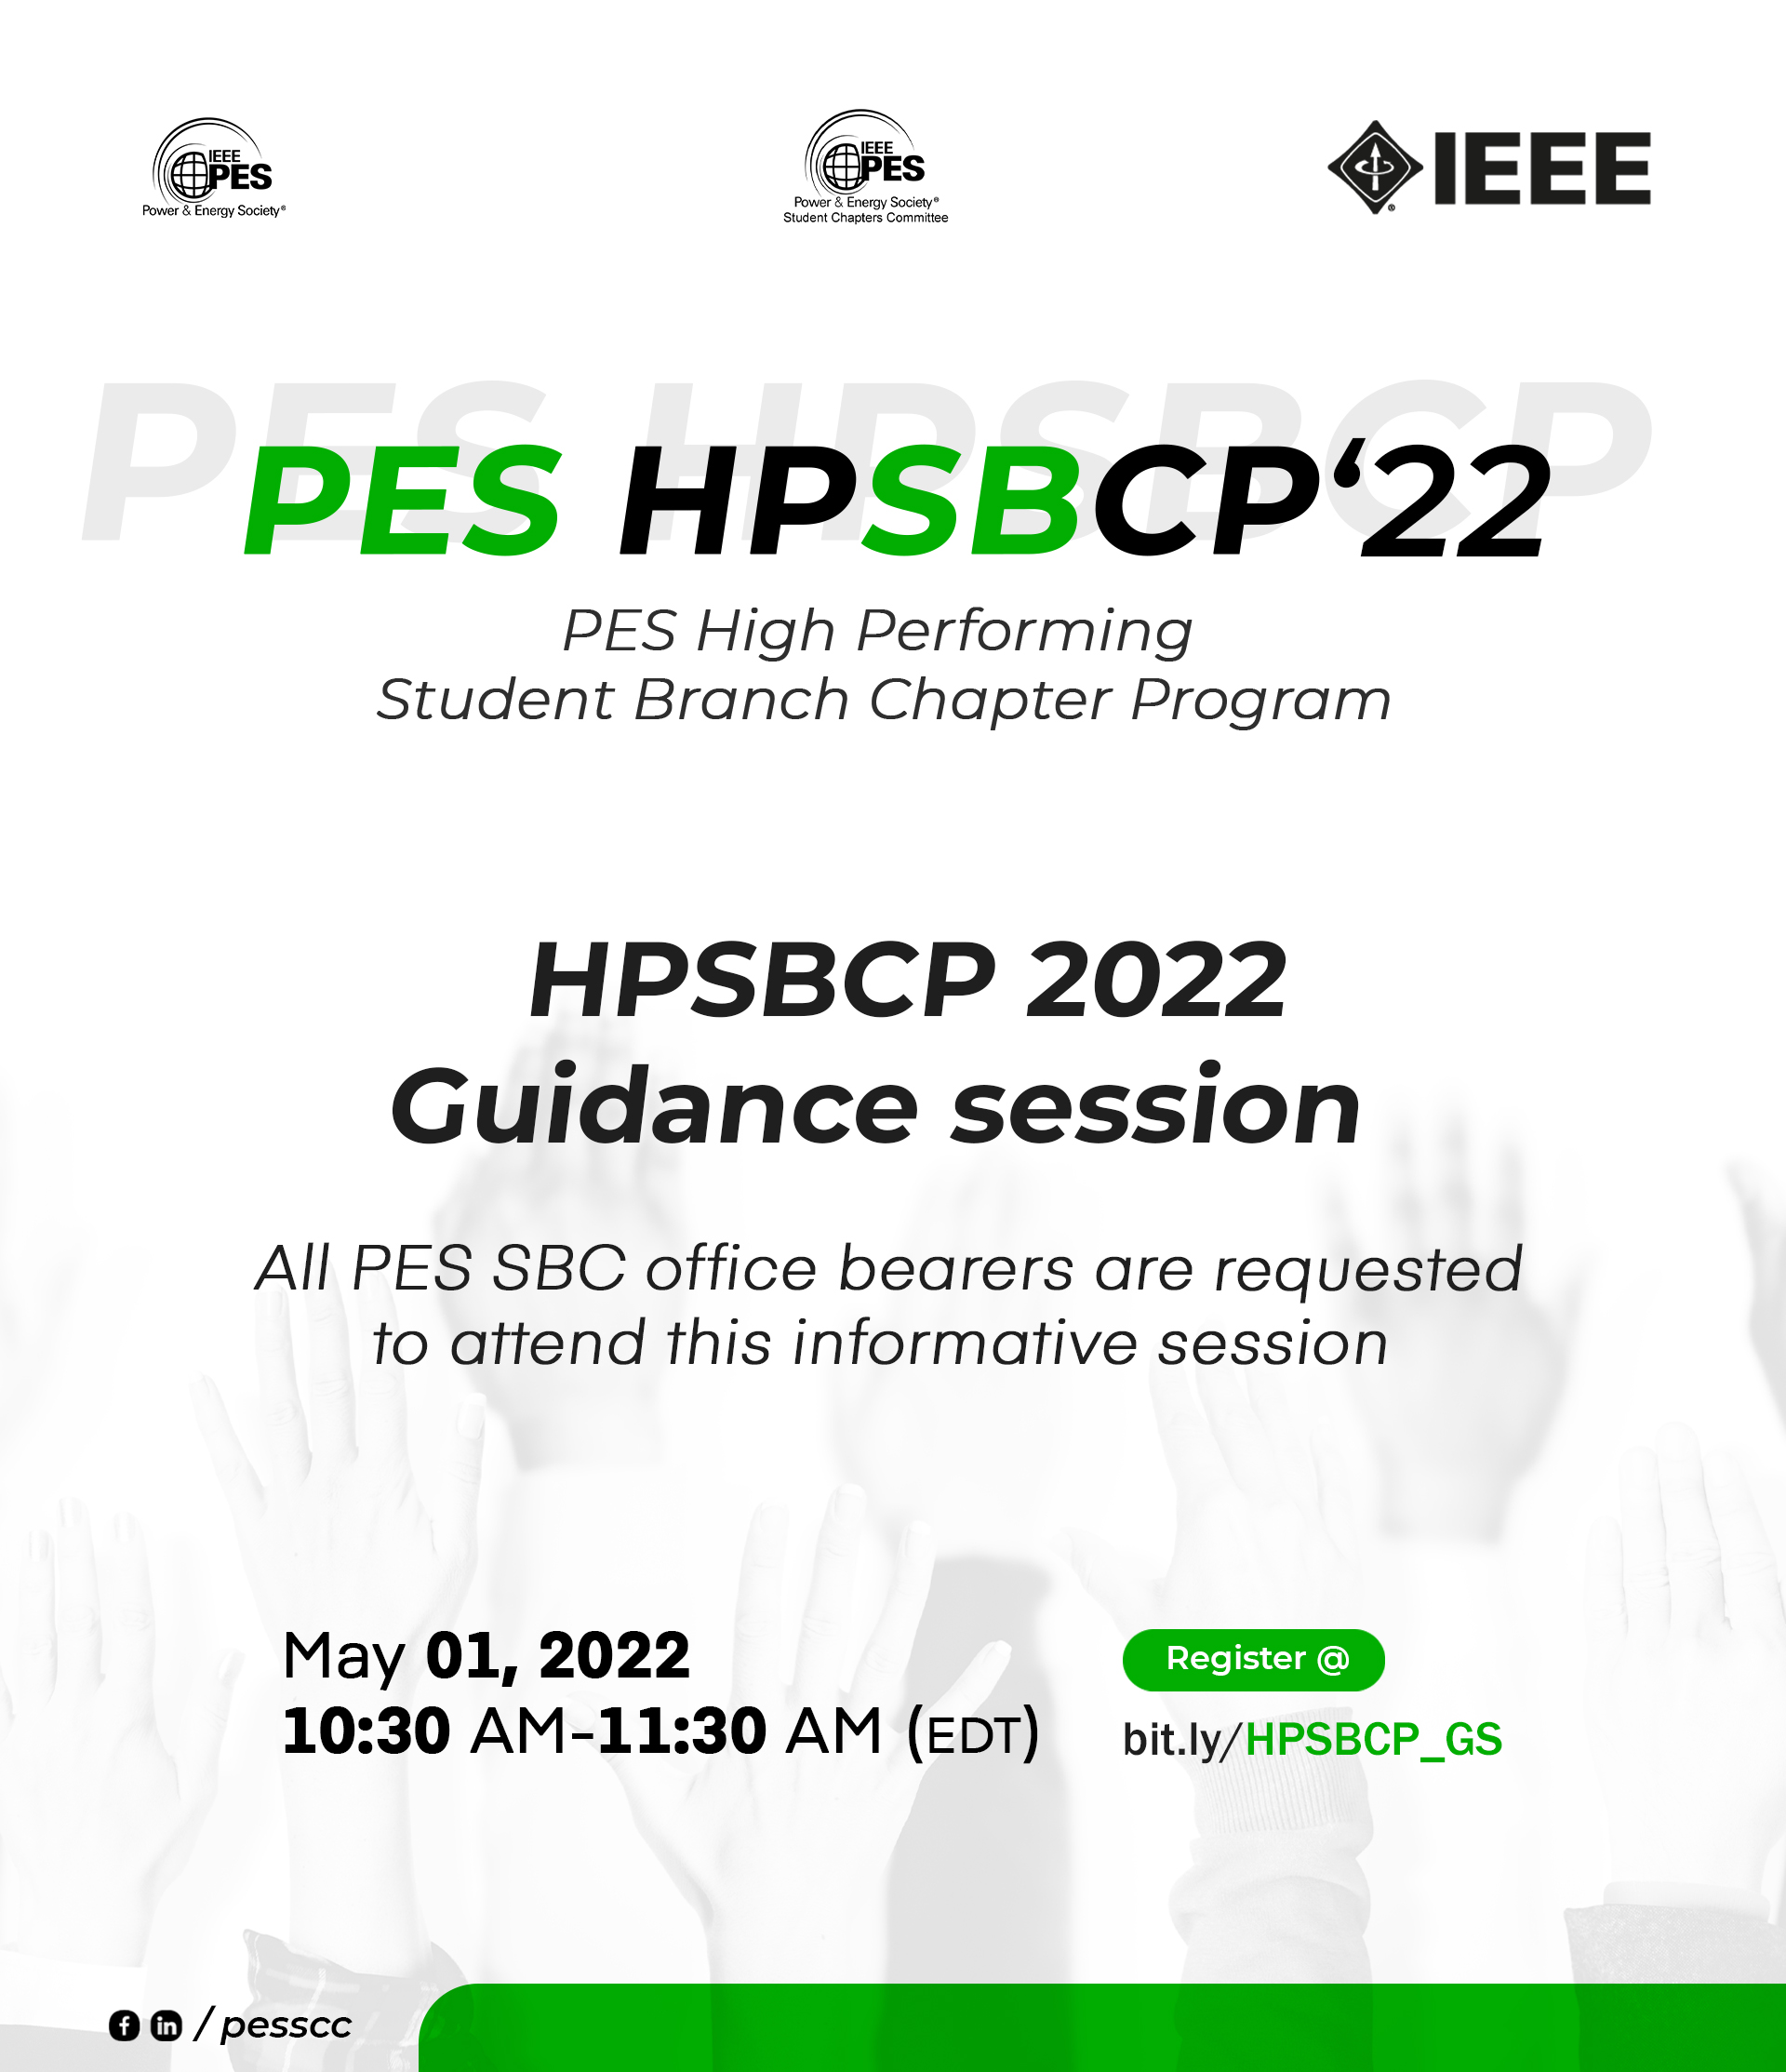 IEEE
PES
Power & Energy Society®
IEEE
PES
Power & Energy Society®
Student Chapters Committee
IEEE
®
PES HPSBCP
PES HPSBCP‘22
PES High Performing
Student Branch Chapter Program
HPSBCP 2022
Guidance session
All PES SBC office bearers are requested
to attend this informative session
May 01, 2022
10:30 AM-11:30 AM (EDT)
Register @
bit.ly/HPSBCP_GS
f in /pesscc